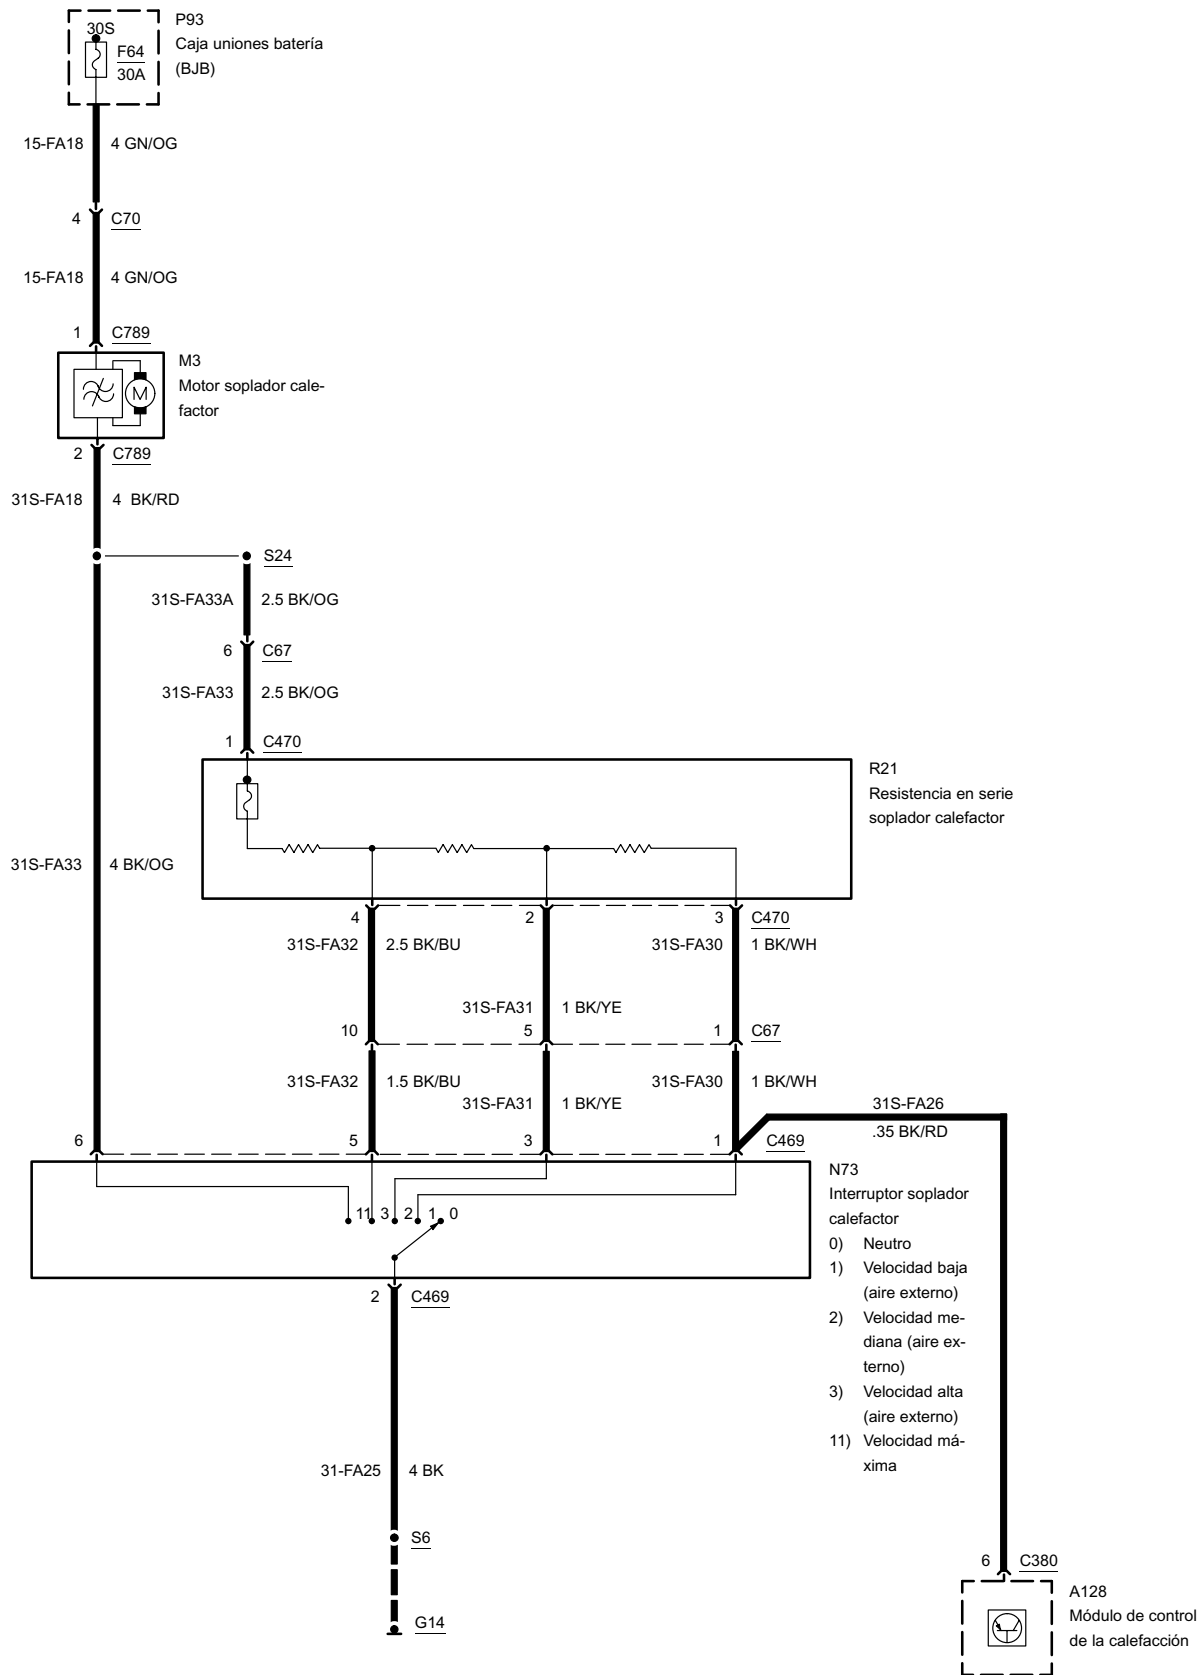 30S
F64
30A
P93
Caja uniones batería
(BJB)
15-FA18 4 GN/OG
4 C70
15-FA18 4 GN/OG
1 C789
M3
Motor soplador cale-
factor
M
2 C789
31S-FA18 4 BK/RD
S24
31S-FA33A 2.5 BK/OG
6 C67
31S-FA33 2.5 BK/OG
1 C470
R21
Resistencia en serie
soplador calefactor
31S-FA33 4 BK/OG
4 2 3 C470
31S-FA32 2.5 BK/BU 31S-FA30 1 BK/WH
31S-FA31 1 BK/YE
10 5 1 C67
31S-FA32 1.5 BK/BU 31S-FA30 1 BK/WH
31S-FA31 1 BK/YE
31S-FA26
.35 BK/RD
6 5 3 1 C469
N73
Interruptor soplador
calefactor
0) Neutro
1) Velocidad baja
(aire externo)
2) Velocidad me-
diana (aire ex-
terno)
3) Velocidad alta
(aire externo)
11) Velocidad má-
xima
11 3 2 1 0
2 C469
31-FA25 4 BK
S6
G14
6 C380
A128
Módulo de control
de la calefacción